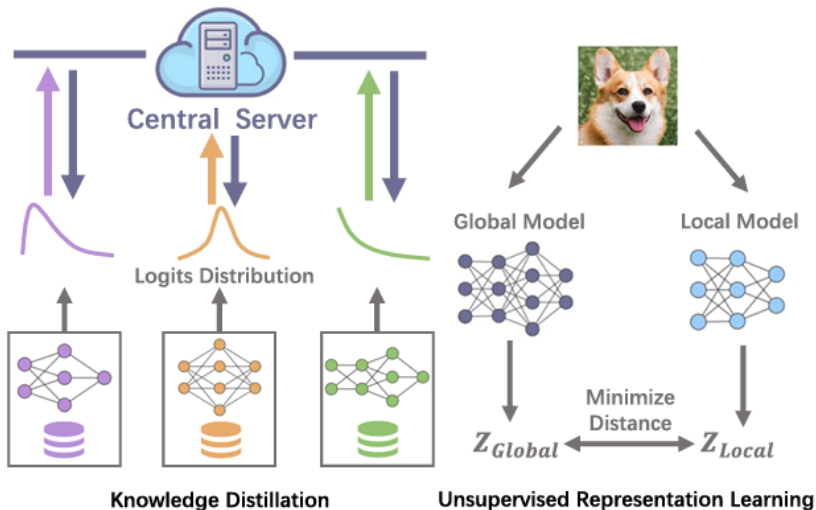 Central Server
Logits Distribution
Knowledge Distillation
Global Model
Local Model
Minimize
Distance
Z_Global
Z_Local
Unsupervised Representation Learning